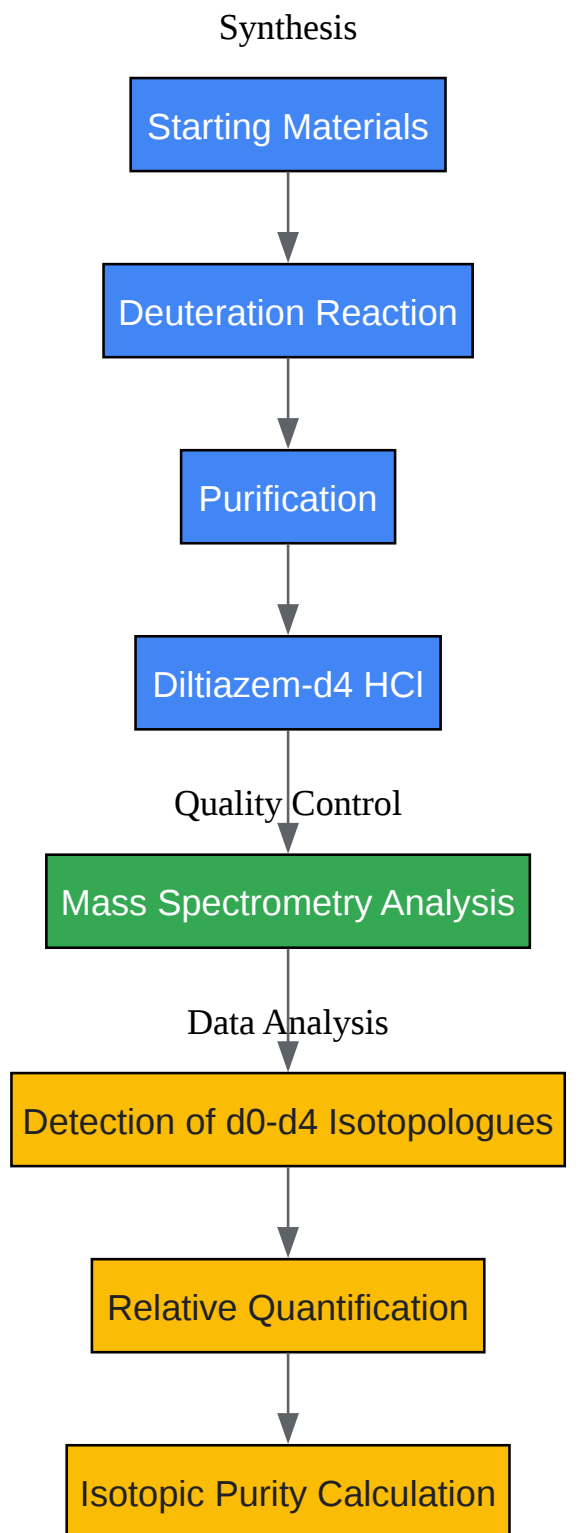 Synthesis
Starting Materials
Deuteration Reaction
Purification
Diltiazem-d4 HCl
Quality Control
Mass Spectrometry Analysis
Data Analysis
Detection of d0-d4 Isotopologues
Relative Quantification
Isotopic Purity Calculation